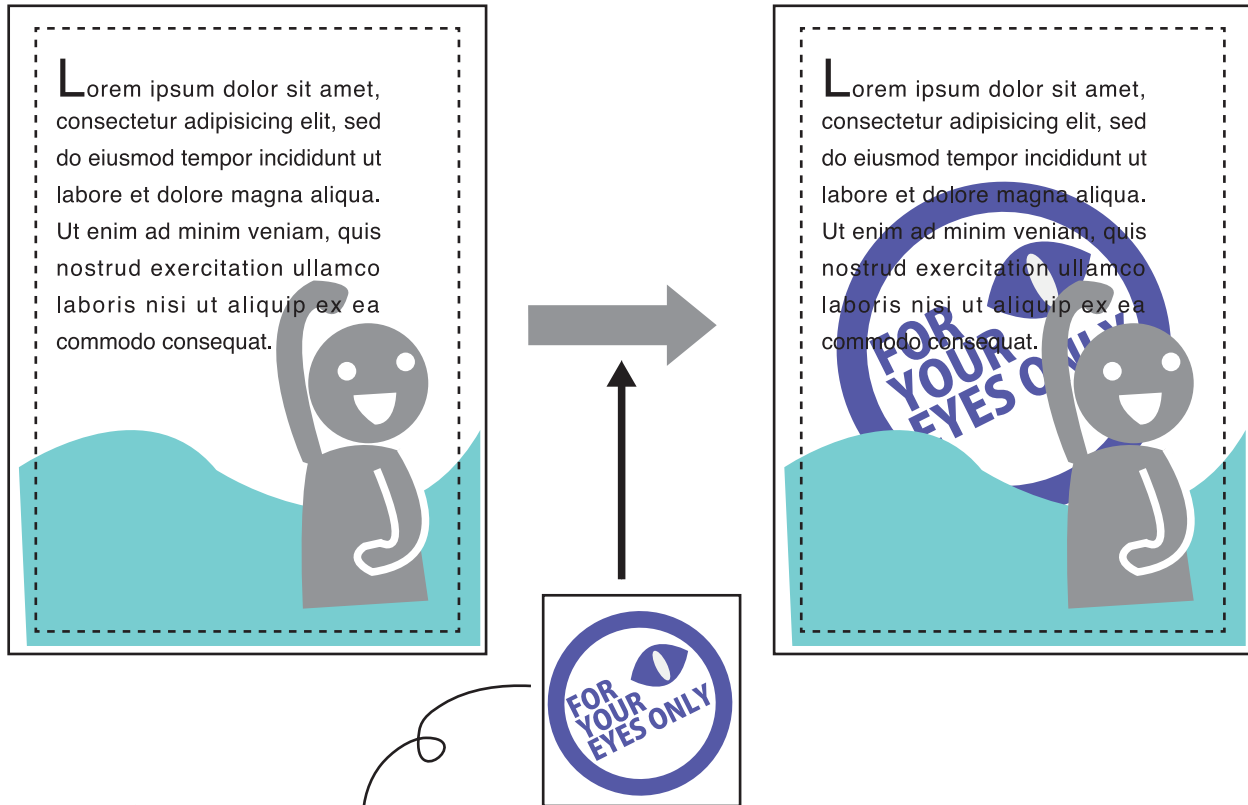 Lorem ipsum dolor sit amet,
consectetur adipisicing elit, sed
do eiusmod tempor incididunt ut
labore et dolore magna aliqua.
Ut enim ad minim veniam, quis
nostrud exercitation ullamco
laboris nisi ut aliquip ex ea
commodo consequat.
Lorem ipsum dolor sit amet,
consectetur adipisicing elit, sed
do eiusmod tempor incididunt ut
labore et dolore magna aliqua.
Ut enim ad minim veniam, quis
nostrud exercitation ullamco
laboris nisi ut aliquip ex ea
commodo consequat.
FOR
YOUR
EYES ONLY
FOR
YOUR
EYES ONLY